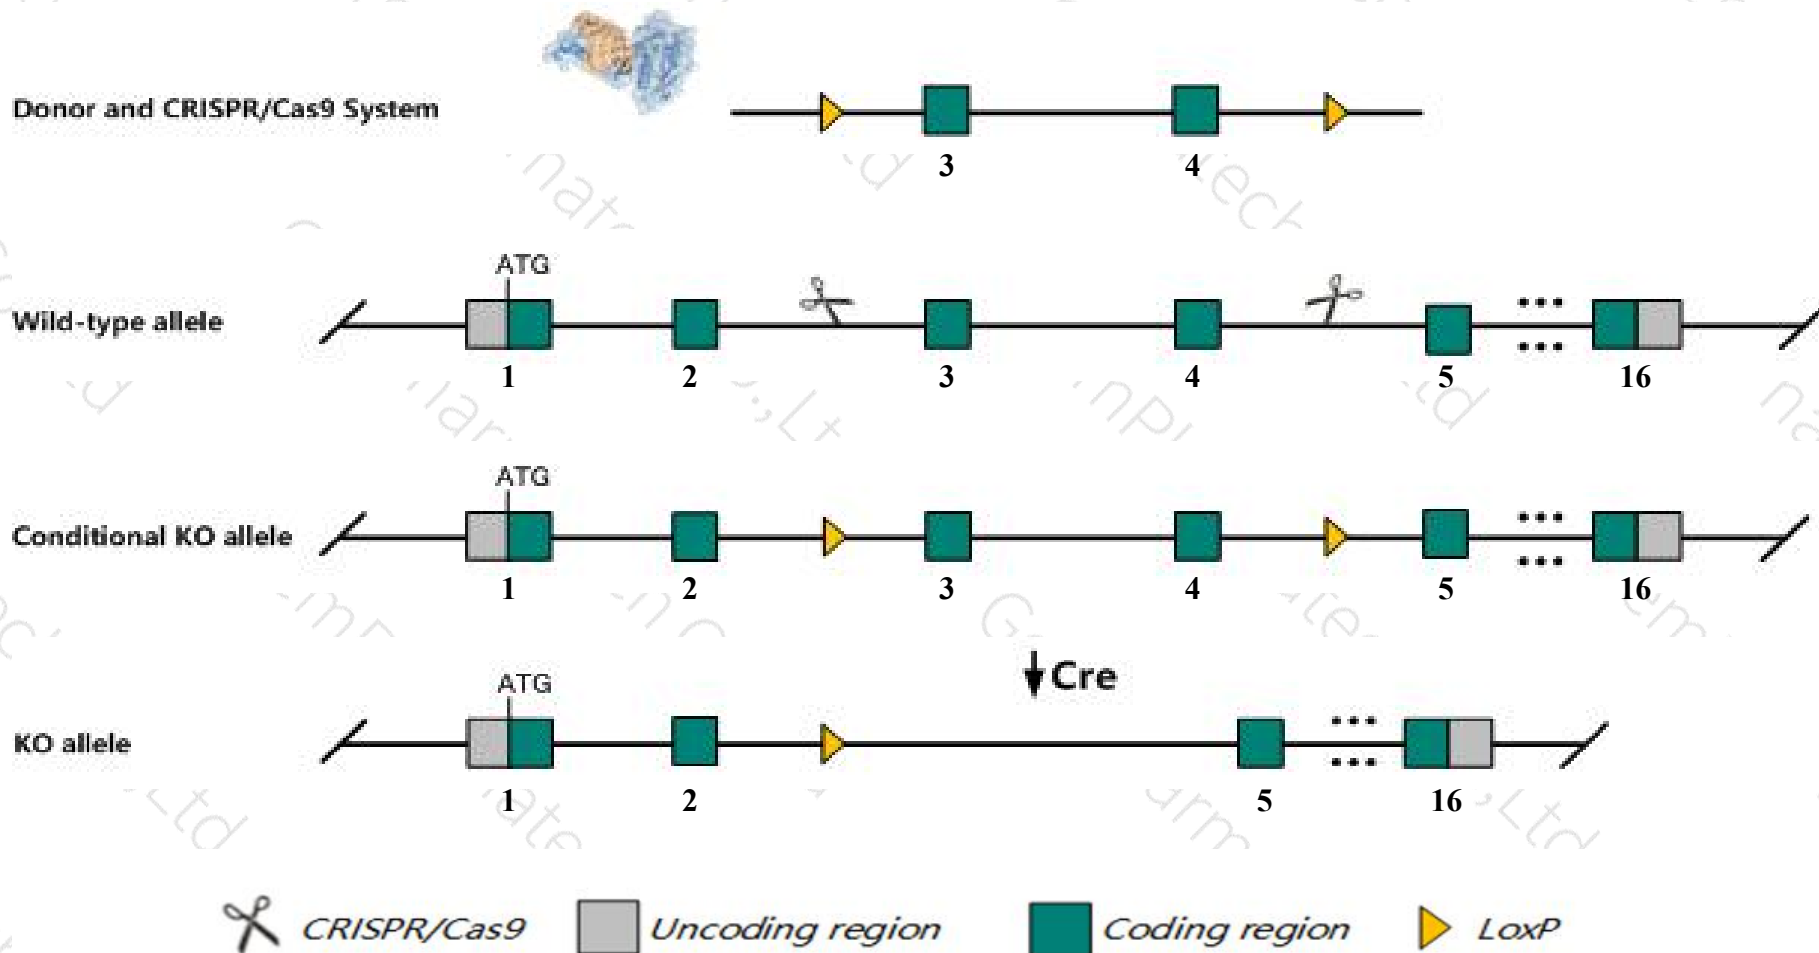 Donor and CRISPR/Cas9 System
3 4
ATG
Wild-type allele
1 2 3 4 5 16
ATG
Conditional KO allele
1 2 3 4 5 16
Cre
ATG
KO allele
1 2 5 16
CRISPR/Cas9 Uncoding region Coding region LoxP